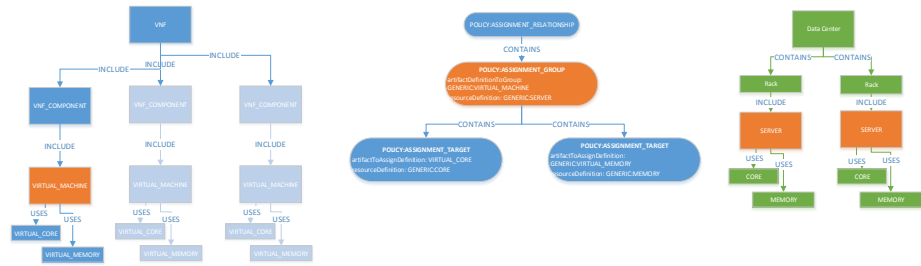 VNF
INCLUDE
INCLUDE
INCLUDE
VNF_COMPONENT
VNF_COMPONENT
VNF_COMPONENT
INCLUDE
INCLUDE
INCLUDE
VIRTUAL_MACHINE
VIRTUAL_MACHINE
VIRTUAL_MACHINE
USES
USES
USES
USES
USES
USES
VIRTUAL_CORE
VIRTUAL_CORE
VIRTUAL_CORE
VIRTUAL_MEMORY
VIRTUAL_MEMORY
VIRTUAL_MEMORY
POLICY:ASSIGNMENT_RELATIONSHIP
CONTAINS
POLICY:ASSIGNMENT_GROUP
artifactDefinitionToGroup:
GENERIC:VIRTUAL_MACHINE
resourceDefinition: GENERIC:SERVER
CONTAINS
CONTAINS
POLICY:ASSIGNMENT_TARGET
artifactToAssignDefinition: VIRTUAL_CORE
resourceDefinition: GENERIC:CORE
POLICY:ASSIGNMENT_TARGET
artifactToAssignDefinition:
GENERIC:VIRTUAL_MEMORY
resourceDefinition: GENERIC:MEMORY
Data Center
CONTAINS
CONTAINS
Rack
Rack
INCLUDE
INCLUDE
SERVER
SERVER
USES
USES
USES
USES
CORE
CORE
MEMORY
MEMORY